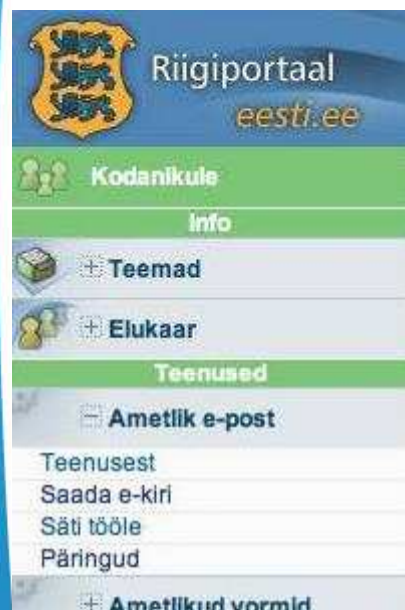 Riigiportaal
eesti.ee
Kodanikule
Info
Teemad
Elukaar
Teenused
Ametlik e-post
Teenusest
Saada e-kiri
Säti tööle
Päringud
Ametlikud vormid